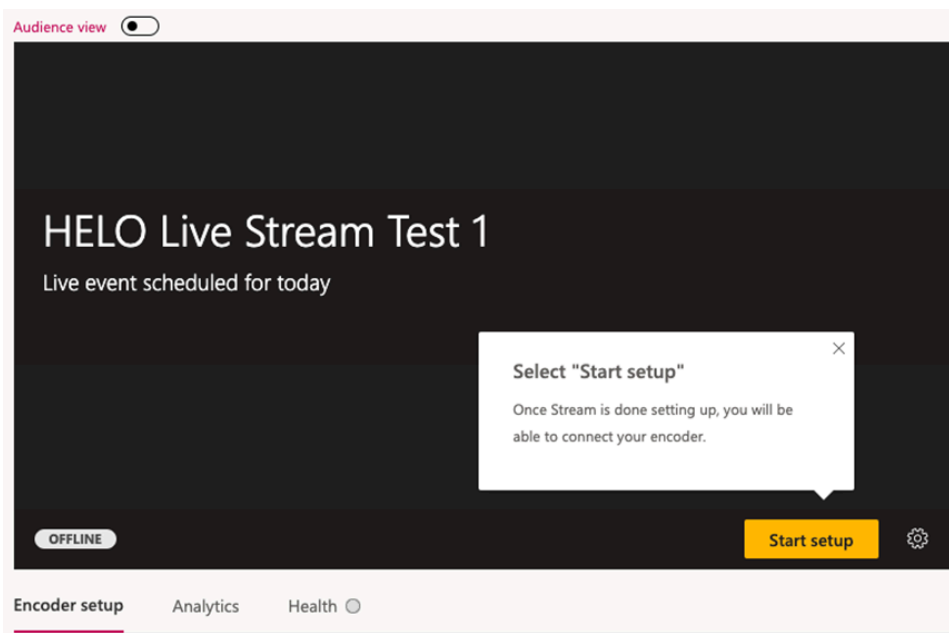 Audience view
HELO Live Stream Test 1
Live event scheduled for today
Select "Start setup"
Once Stream is done setting up, you will be
able to connect your encoder.
OFFLINE
Start setup
Encoder setup
Analytics
Health